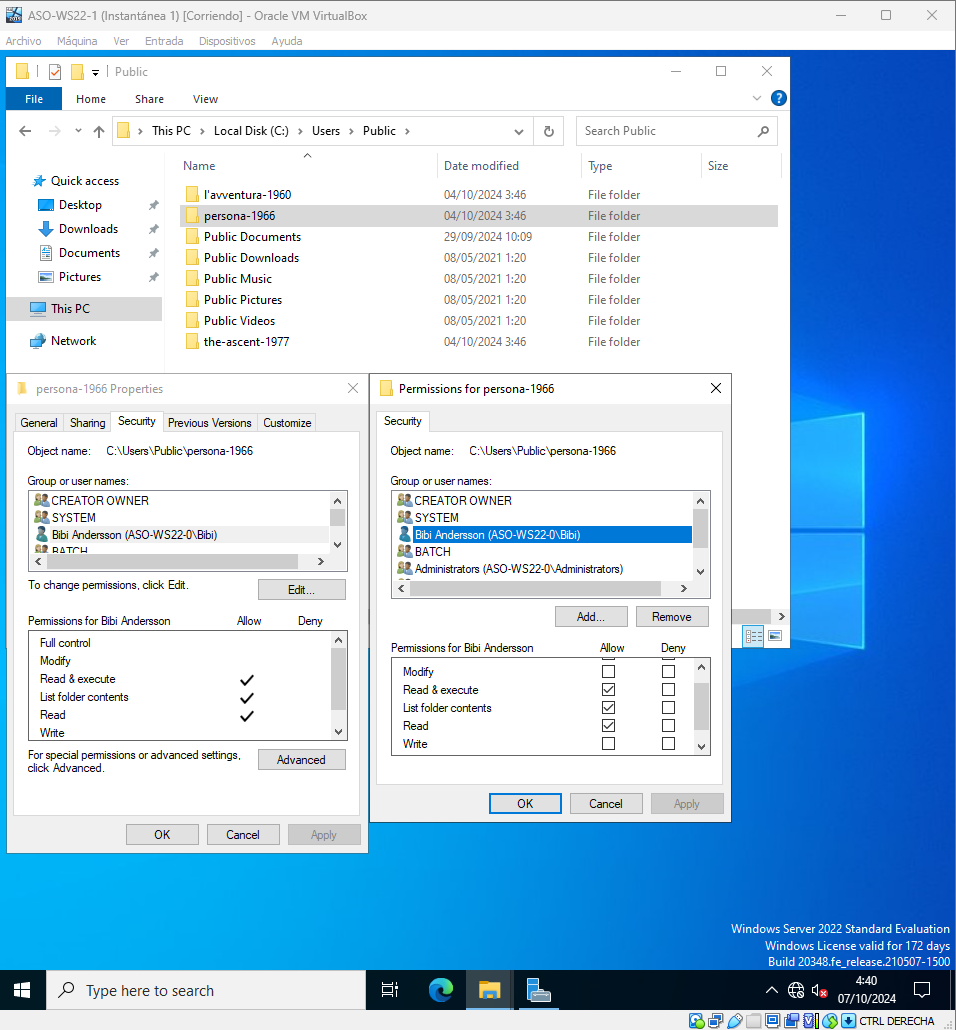 ASO-WS22-1 (Instantánea 1) [Corriendo] - Oracle VM VirtualBox
Archivo Máquina Ver Entrada Dispositivos Ayuda
Public
File Home Share View
This PC Local Disk (C:) Users Public
Search Public
Name Date modified Type Size
Quick access
Desktop
Downloads
Documents
Pictures
This PC
Network
l'avventura-1960 04/10/2024 3:46 File folder
persona-1966 04/10/2024 3:46 File folder
Public Documents 29/09/2024 10:09 File folder
Public Downloads 08/05/2021 1:20 File folder
Public Music 08/05/2021 1:20 File folder
Public Pictures 08/05/2021 1:20 File folder
Public Videos 08/05/2021 1:20 File folder
the-ascent-1977 04/10/2024 3:46 File folder
persona-1966 Properties
General Sharing Security Previous Versions Customize
Object name: C:\Users\Public\persona-1966
Group or user names:
CREATOR OWNER
SYSTEM
Bibi Andersson (ASO-WS22-0\Bibi)
BATCH
To change permissions, click Edit.
Edit...
Permissions for Bibi Andersson Allow Deny
Full control
Modify
Read & execute
List folder contents
Read
Write
For special permissions or advanced settings,
click Advanced.
Advanced
OK Cancel Apply
Permissions for persona-1966
Security
Object name: C:\Users\Public\persona-1966
Group or user names:
CREATOR OWNER
SYSTEM
Bibi Andersson (ASO-WS22-0\Bibi)
BATCH
Administrators (ASO-WS22-0\Administrators)
Add... Remove
Permissions for Bibi Andersson Allow Deny
Modify
Read & execute
List folder contents
Read
Write
OK Cancel Apply
Windows Server 2022 Standard Evaluation
Windows License valid for 172 days
Build 20348.fe_release.210507-1500
Type here to search
4:40
07/10/2024
CTRL DERECHA